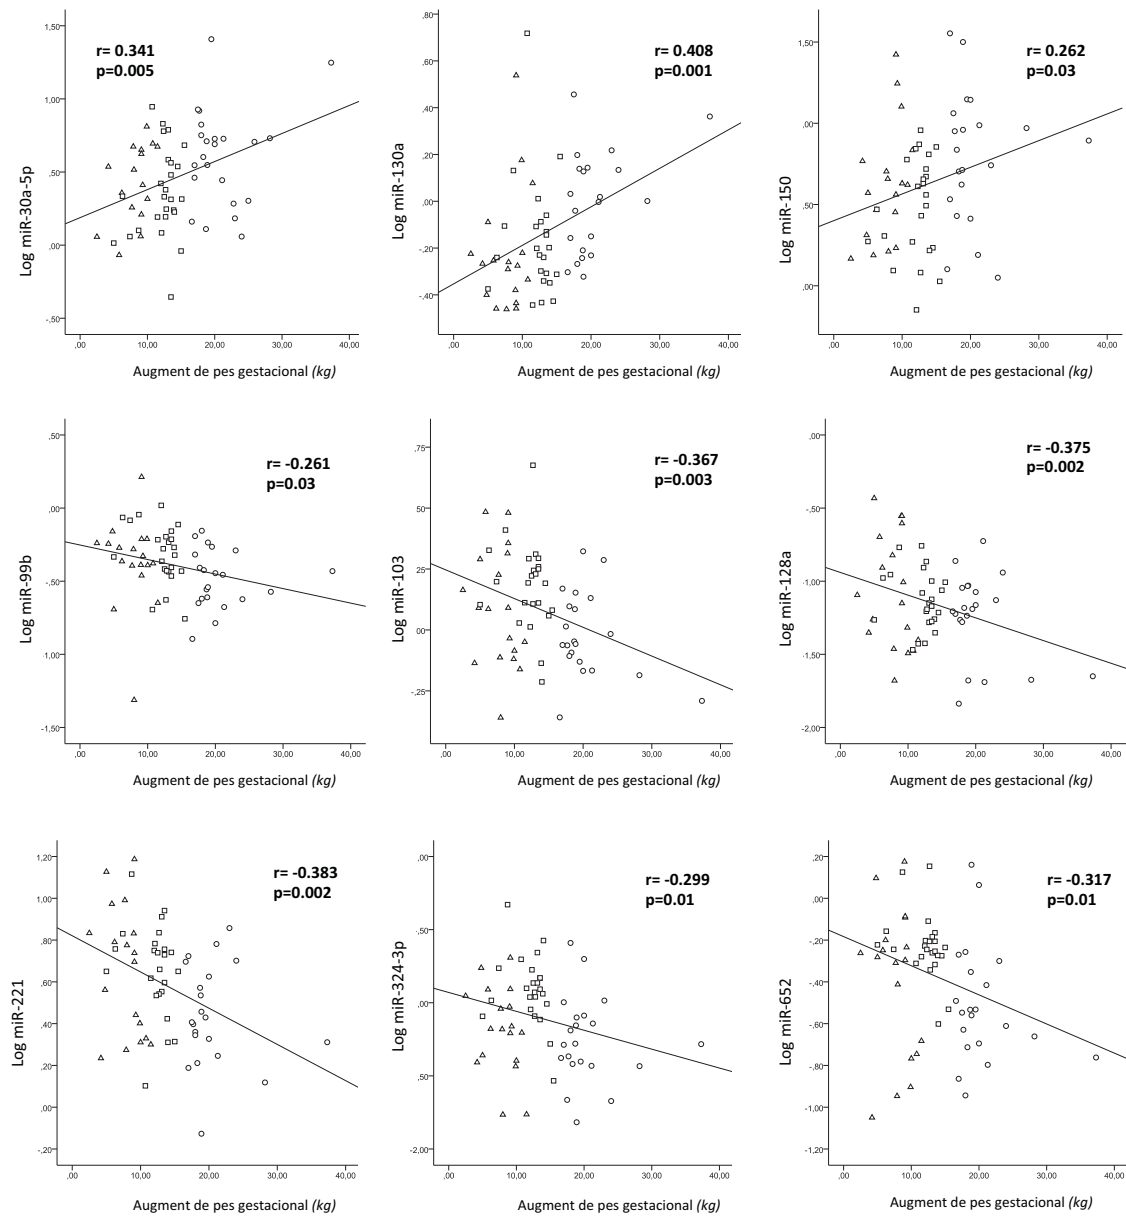 1,50
1,00
,50
,00
-,50
r= 0.341
p=0.005
Log miR-30a-5p
,00 10,00 20,00 30,00 40,00
Augment de pes gestacional (kg)
,80
,60
,40
,20
,00
-,20
-,40
r= 0.408
p=0.001
Log miR-130a
,00 10,00 20,00 30,00 40,00
Augment de pes gestacional (kg)
1,50
1,00
,50
,00
r= 0.262
p=0.03
Log miR-150
,00 10,00 20,00 30,00 40,00
Augment de pes gestacional (kg)
,50
,00
-,50
-1,00
-1,50
r= -0.261
p=0.03
Log miR-99b
,00 10,00 20,00 30,00 40,00
Augment de pes gestacional (kg)
,75
,50
,25
,00
-,25
r= -0.367
p=0.003
Log miR-103
,00 10,00 20,00 30,00 40,00
Augment de pes gestacional (kg)
,00
-,50
-1,00
-1,50
-2,00
r= -0.375
p=0.002
Log miR-128a
,00 10,00 20,00 30,00 40,00
Augment de pes gestacional (kg)
1,20
1,00
,80
,60
,40
,20
,00
-,20
r= -0.383
p=0.002
Log miR-221
,00 10,00 20,00 30,00 40,00
Augment de pes gestacional (kg)
,00
,50
,00
,50
-2,00
r= -0.299
p=0.01
Log miR-324-3p
,00 10,00 20,00 30,00 40,00
Augment de pes gestacional (kg)
,20
,00
-,20
-,40
-,60
-,80
-1,00
-1,20
r= -0.317
p=0.01
Log miR-652
,00 10,00 20,00 30,00 40,00
Augment de pes gestacional (kg)